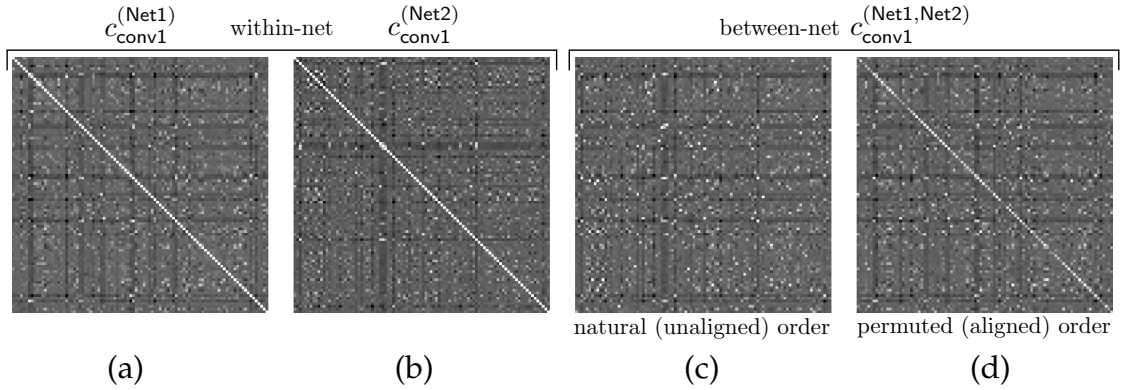 c_conv1^(Net1) within-net c_conv1^(Net2) between-net c_conv1^(Net1,Net2)
natural (unaligned) order permuted (aligned) order
(a) (b) (c) (d)